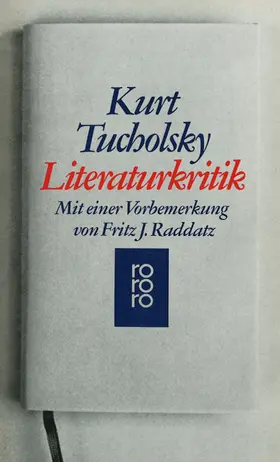 Kurt
Tucholsky
Literaturkritik
Mit einer Vorbemerkung
von Fritz J. Raddatz
ro
ro
ro